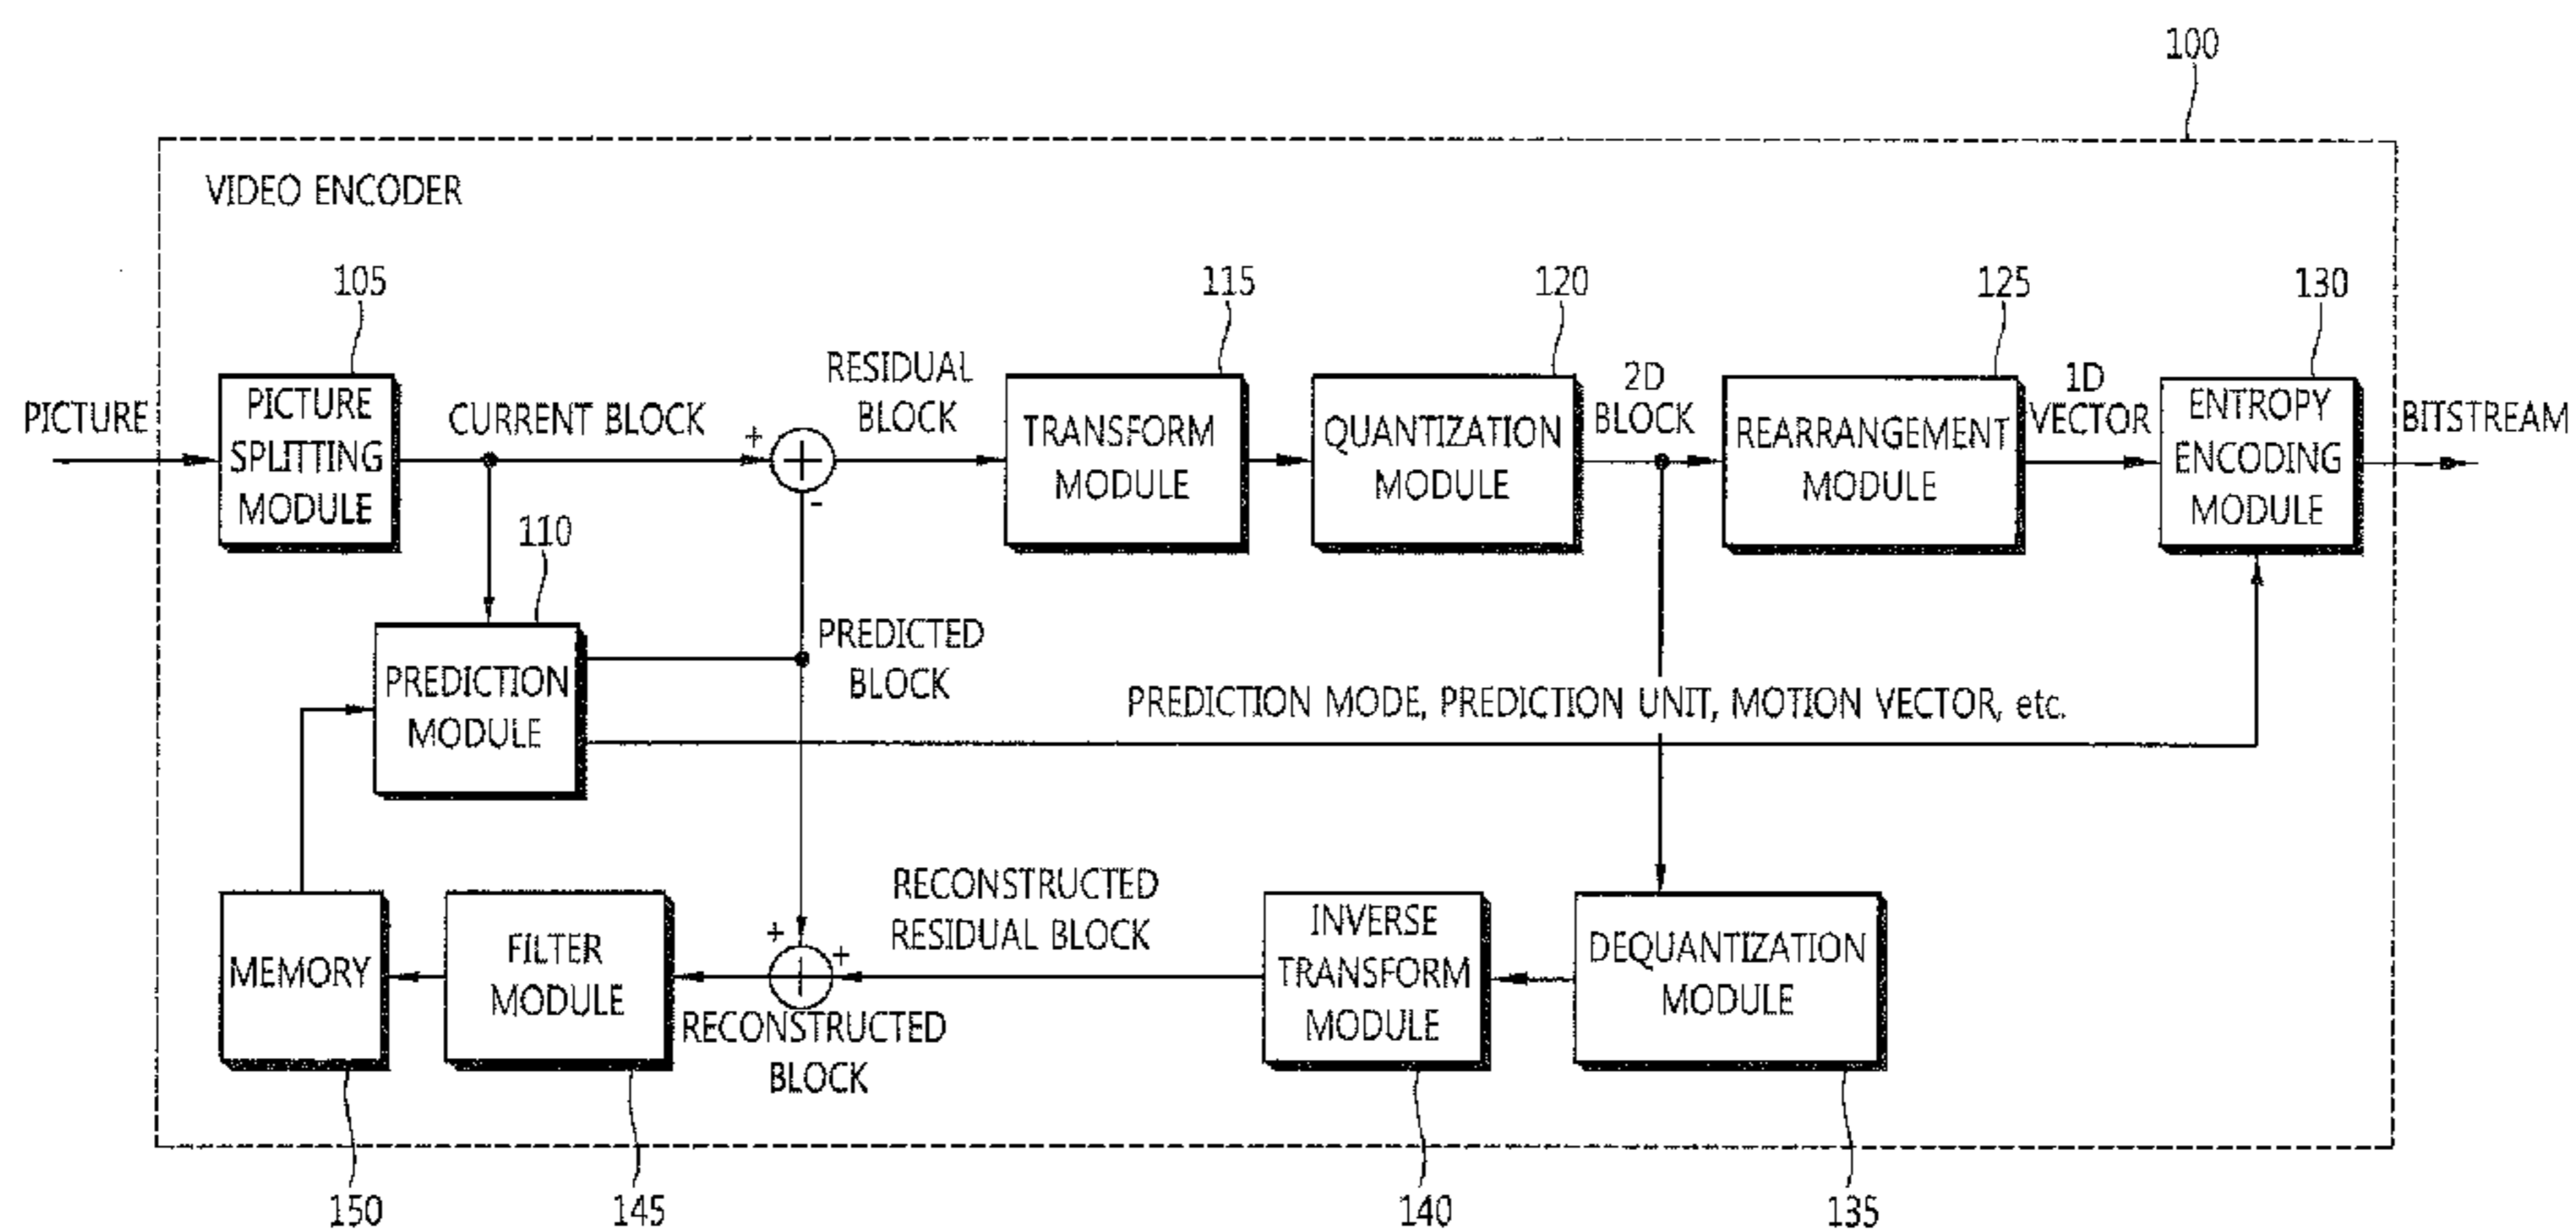 100
VIDEO ENCODER
105
115
120
125
130
PICTURE
PICTURE
SPLITTING
MODULE
CURRENT BLOCK
+
-
RESIDUAL
BLOCK
TRANSFORM
MODULE
QUANTIZATION
MODULE
2D
BLOCK
REARRANGEMENT
MODULE
1D
VECTOR
ENTROPY
ENCODING
MODULE
BITSTREAM
110
PREDICTION
MODULE
PREDICTED
BLOCK
PREDICTION MODE, PREDICTION UNIT, MOTION VECTOR, etc.
MEMORY
FILTER
MODULE
+
+
RECONSTRUCTED
BLOCK
RECONSTRUCTED
RESIDUAL BLOCK
INVERSE
TRANSFORM
MODULE
DEQUANTIZATION
MODULE
150
145
140
135